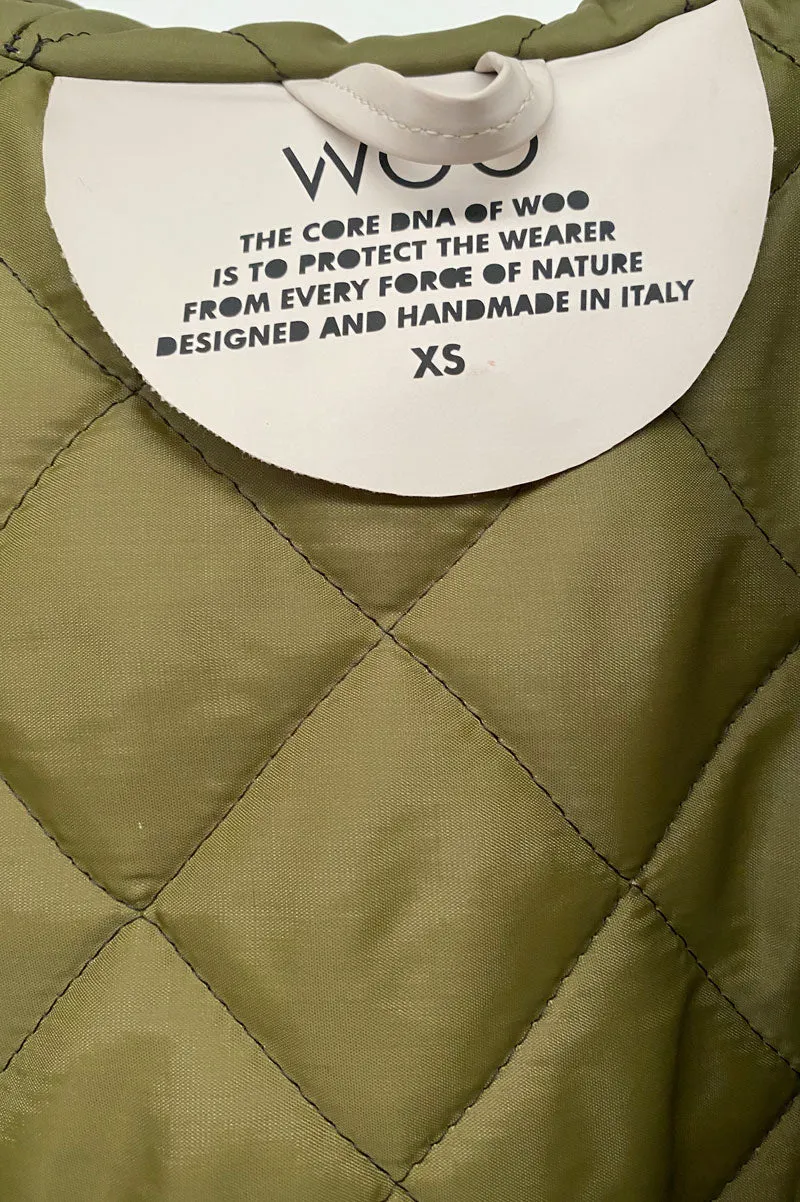 WOO
THE CORE DNA OF WOO
IS TO PROTECT THE WEARER
FROM EVERY FORCE OF NATURE
DESIGNED AND HANDMADE IN ITALY
XS